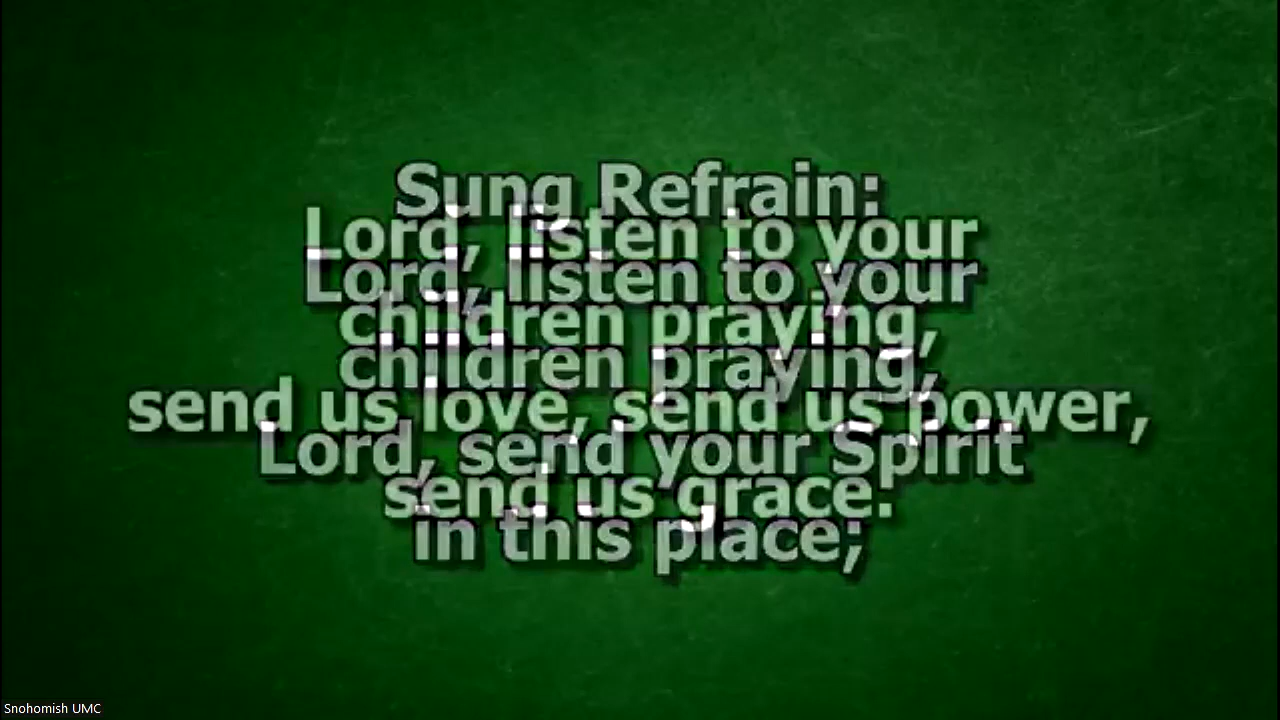 Sung Refrain:
Lord, listen to your
Lord, listen to your
children praying,
children praying,
send us love, send us power,
Lord, send your Spirit
send us grace.
in this place;
Snohomish UMC